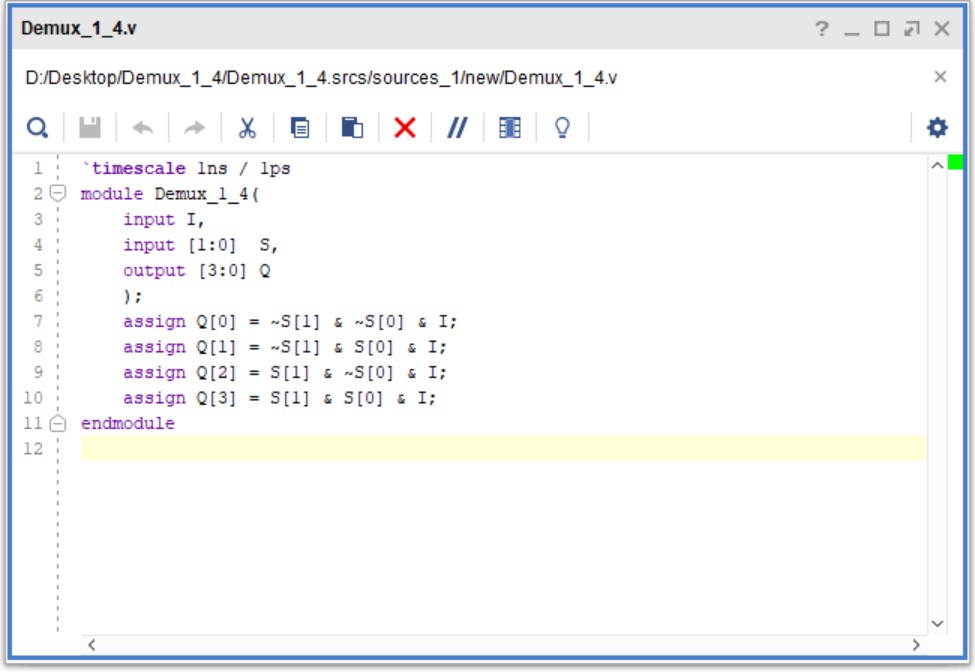 Demux_1_4.v
D:/Desktop/Demux_1_4/Demux_1_4.srcs/sources_1/new/Demux_1_4.v
1 `timescale 1ns / 1ps
2 module Demux_1_4(
3 input I,
4 input [1:0]  S,
5 output [3:0] Q
6 );
7 assign Q[0] = ~S[1] & ~S[0] & I;
8 assign Q[1] = ~S[1] & S[0] & I;
9 assign Q[2] = S[1] & ~S[0] & I;
10 assign Q[3] = S[1] & S[0] & I;
11 endmodule
12